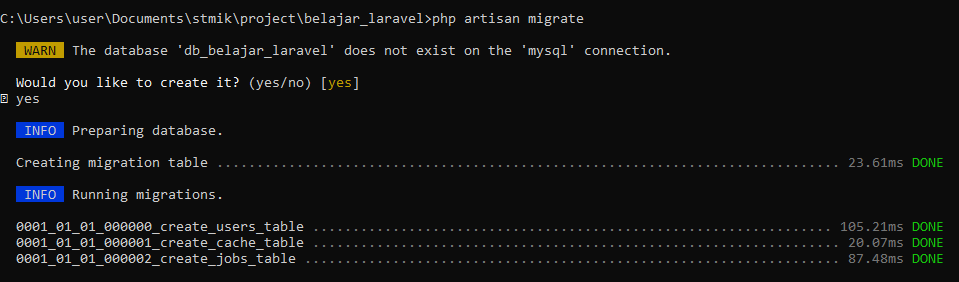 C:\Users\user\Documents\stmik\project\belajar_laravel>php artisan migrate
WARN The database 'db_belajar_laravel' does not exist on the 'mysql' connection.
Would you like to create it? (yes/no) [yes]
yes
INFO Preparing database.
Creating migration table .............................................................................. 23.61ms DONE
INFO Running migrations.
0001_01_01_000000_create_users_table ................................................................. 105.21ms DONE
0001_01_01_000001_create_cache_table .................................................................. 20.07ms DONE
0001_01_01_000002_create_jobs_table ................................................................... 87.48ms DONE